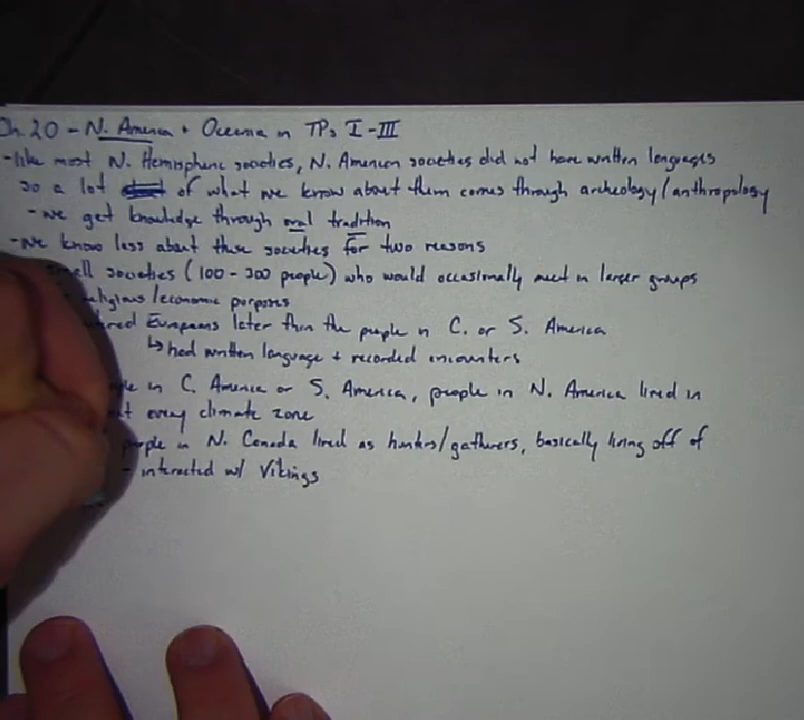 Ch. 20 - N. America + Oceania in TPs I-III
- like most N. Hemisphere societies, N. American societies did not have written languages
so a lot of what we know about them comes through archeology/anthropology
- we get knowledge through oral tradition
- we know less about these societies for two reasons
small societies (100-300 people) who would occasionally meet in larger groups
religious/economic purposes
Europeans later than the people in C. or S. America
↳ had written language + recorded encounters
in C. America or S. America, people in N. America lived in
every climate zone
people in N. Canada lived as hunters/gatherers, basically living off of
- interacted w/ Vikings